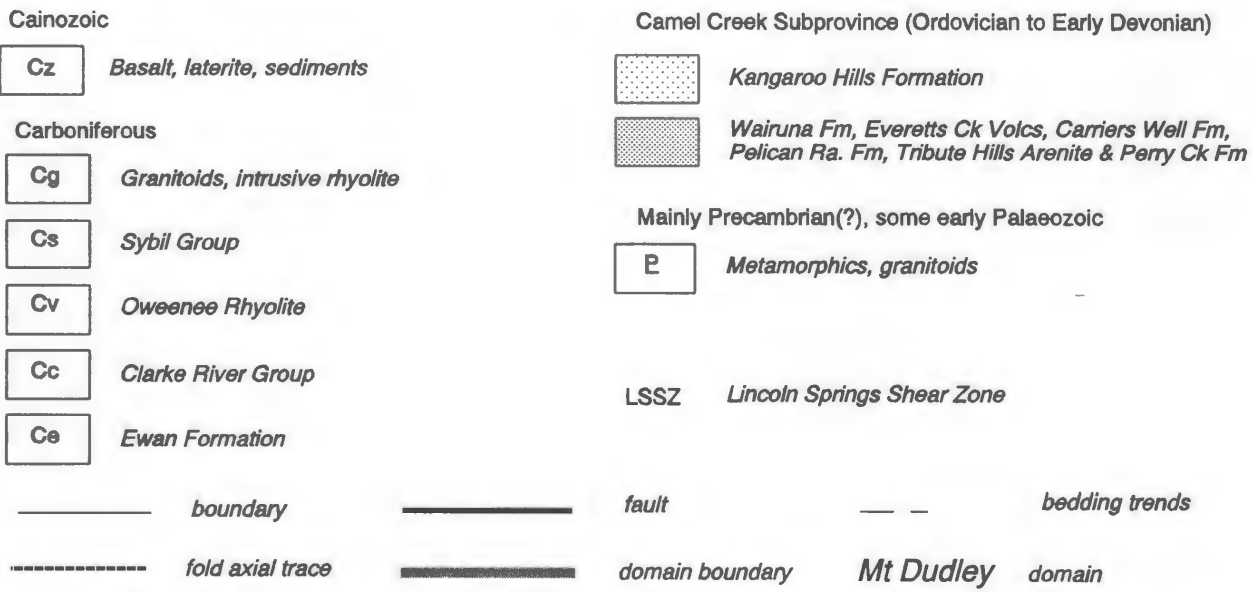 Cainozoic
Cz Basalt, laterite, sediments
Carboniferous
Cg Granitoids, intrusive rhyolite
Cs Sybil Group
Cv Oweenee Rhyolite
Cc Clarke River Group
Ce Ewan Formation
Camel Creek Subprovince (Ordovician to Early Devonian)
Kangaroo Hills Formation
Wairuna Fm, Everetts Ck Volcs, Carriers Well Fm,
Pelican Ra. Fm, Tribute Hills Arenite & Perry Ck Fm
Mainly Precambrian(?), some early Palaeozoic
P Metamorphics, granitoids
LSSZ Lincoln Springs Shear Zone
boundary fault bedding trends
fold axial trace domain boundary Mt Dudley domain